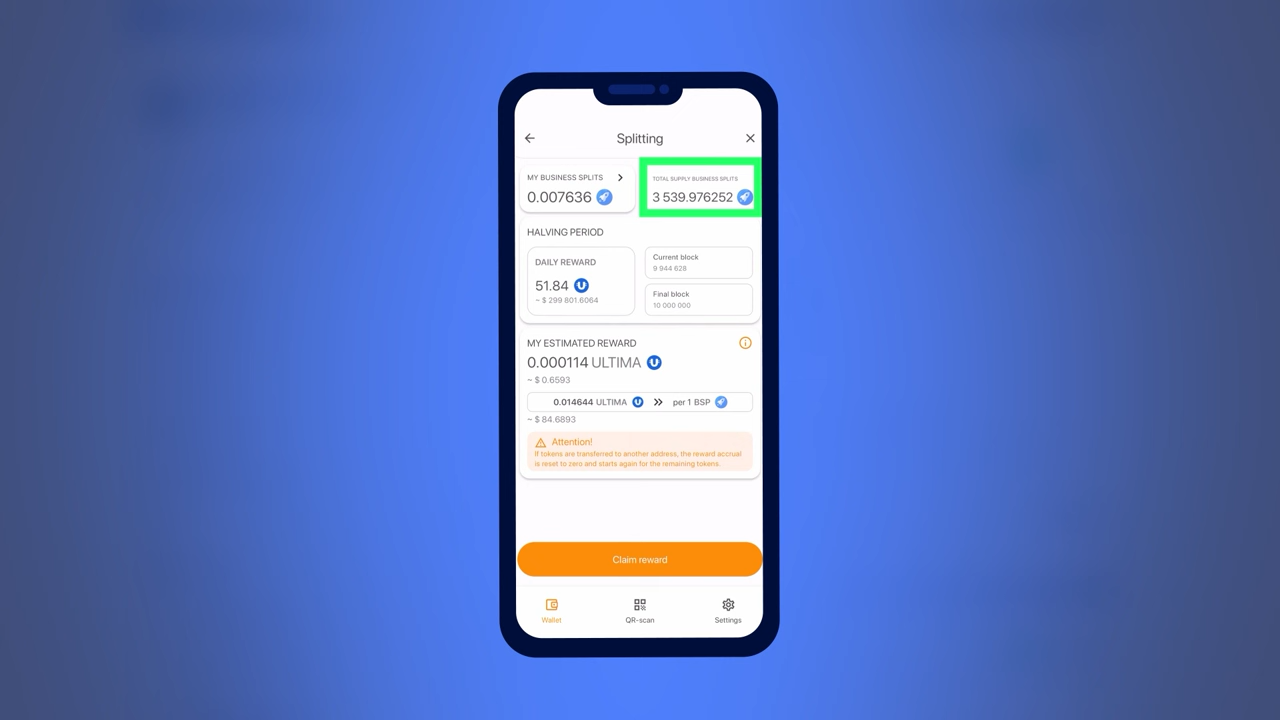 Splitting
MY BUSINESS SPLITS
0.007636
TOTAL SUPPLY BUSINESS SPLITS
3 539.976252
HALVING PERIOD
DAILY REWARD
51.84
~ $ 299 801.6064
Current block
9 944 628
Final block
10 000 000
MY ESTIMATED REWARD
0.000114 ULTIMA
~ $ 0.6593
0.014644 ULTIMA per 1 BSP
~ $ 84.6893
Attention!
If tokens are transferred to another address, the reward accrual
is reset to zero and starts again for the remaining tokens.
Claim reward
Wallet
QR-scan
Settings